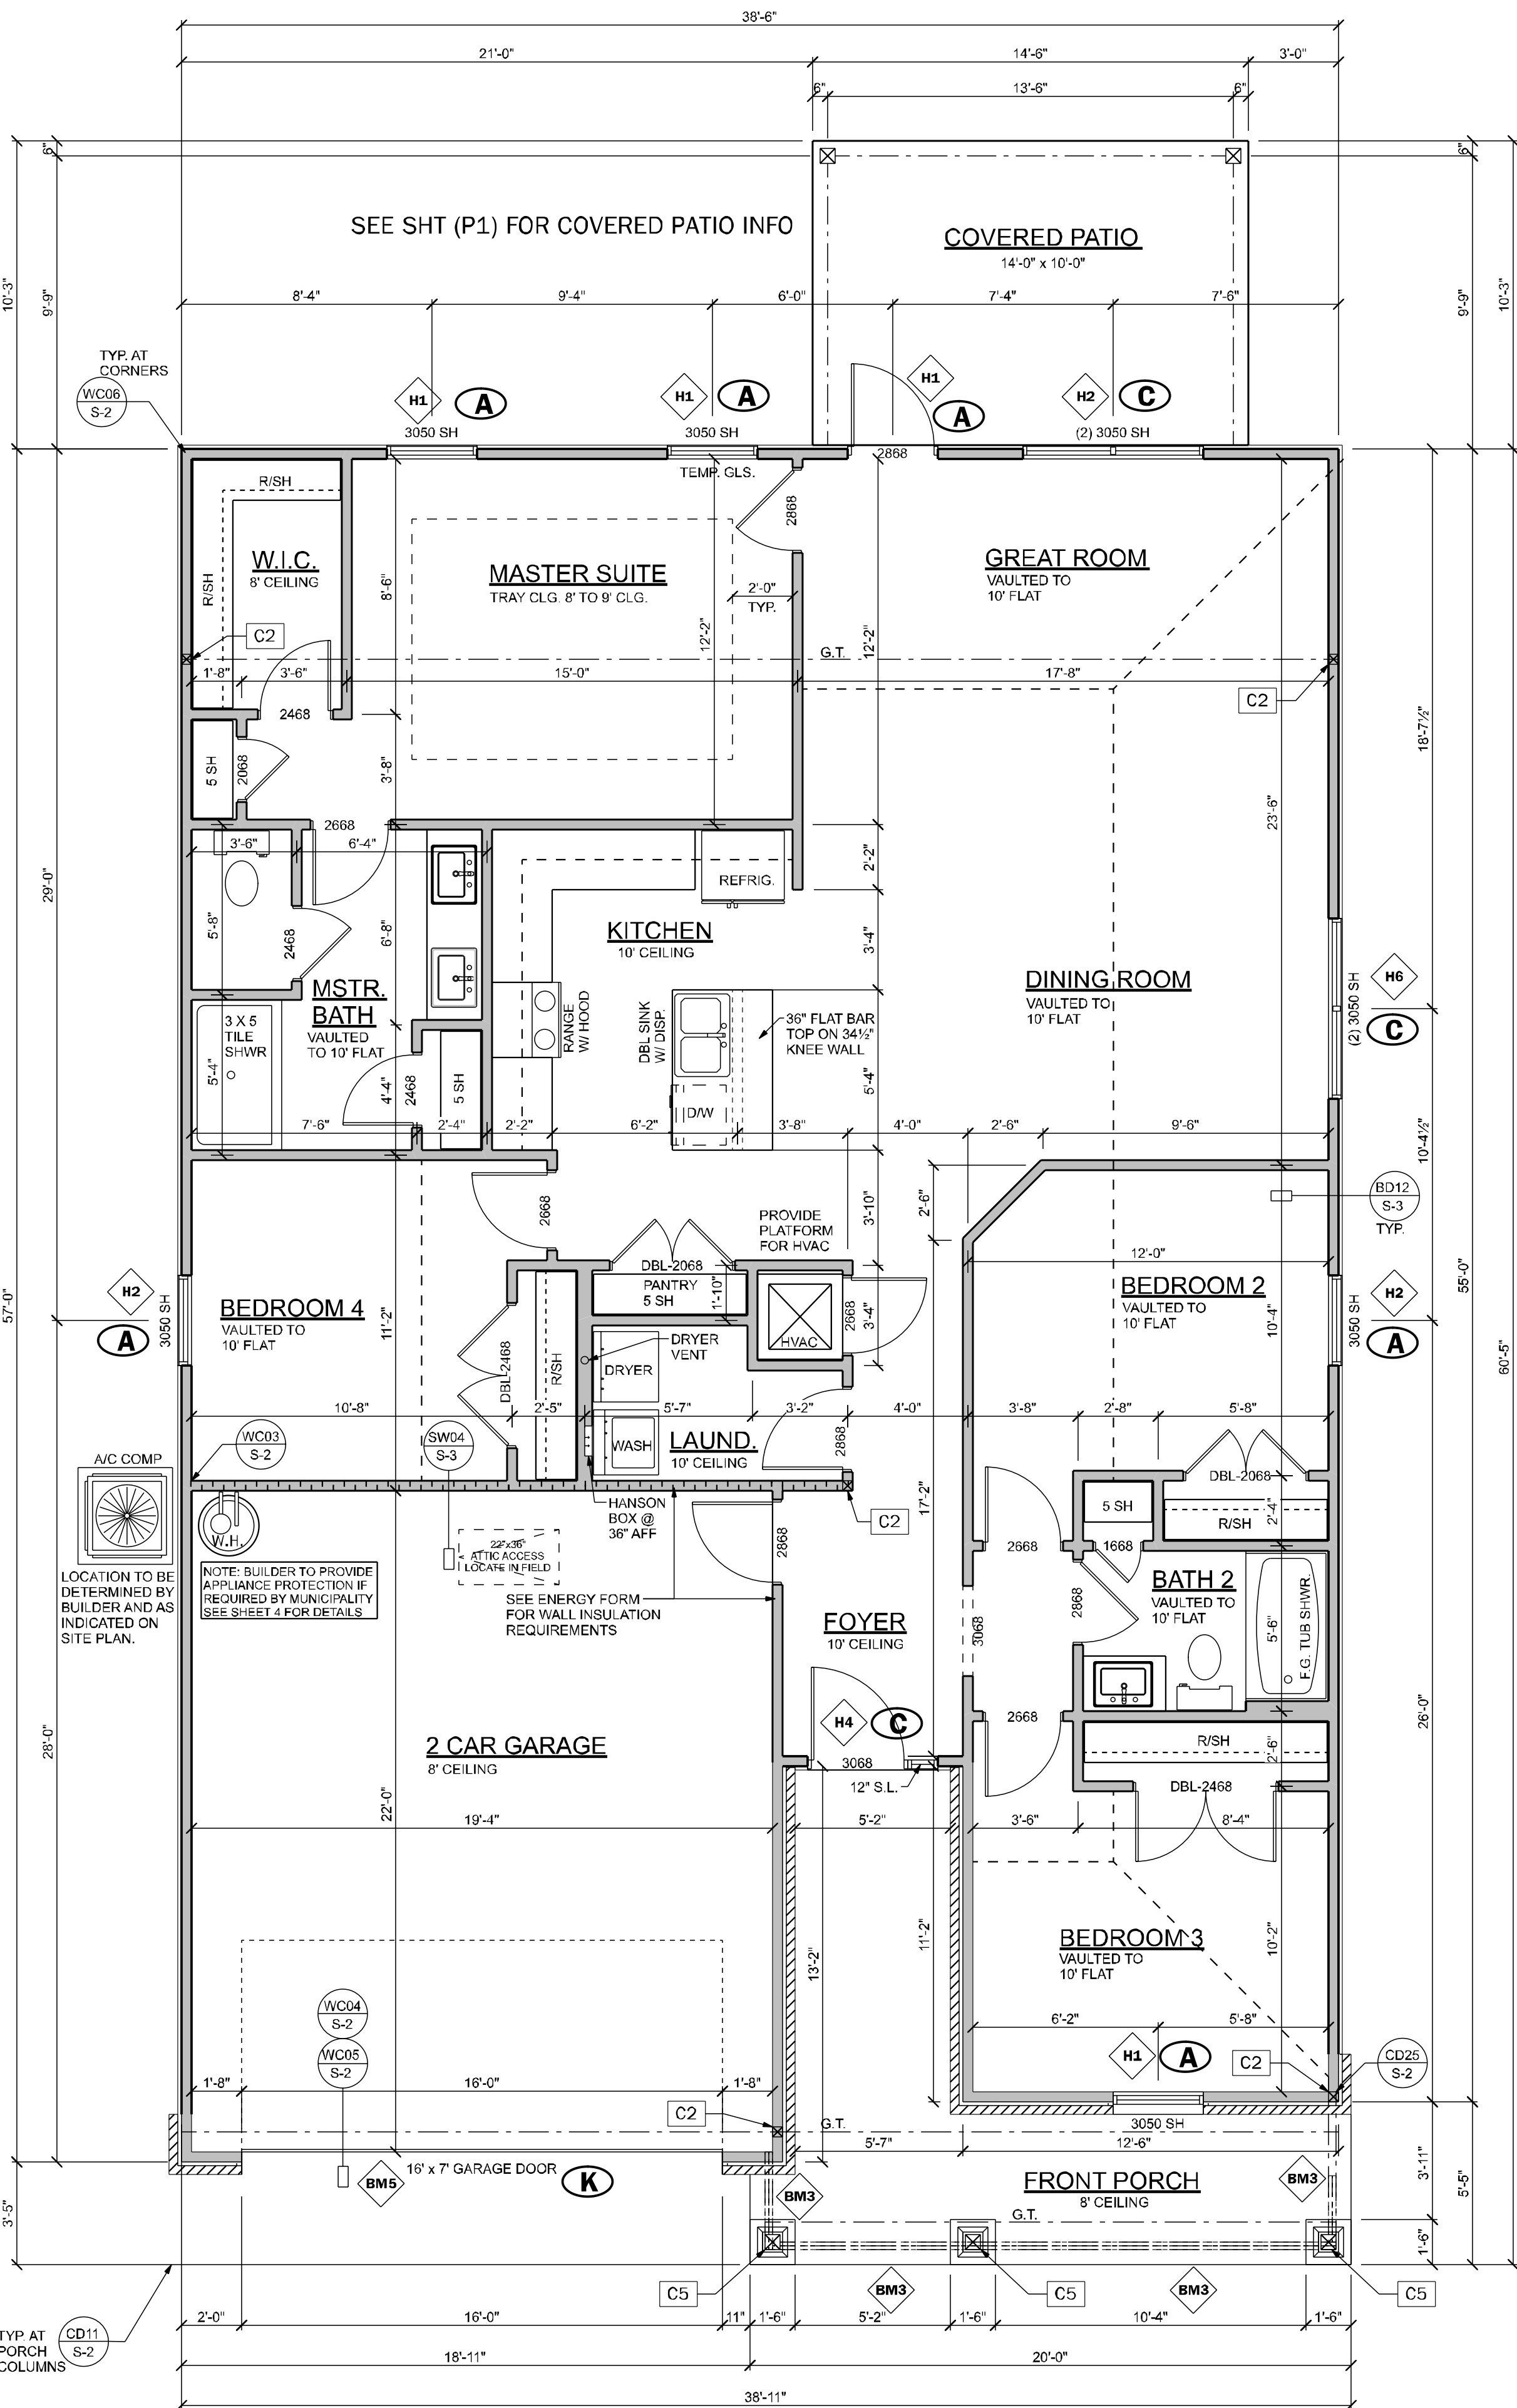 38'-6"
21'-0"
14'-6"
3'-0"
6"
13'-6"
6"
6"
6"
SEE SHT (P1) FOR COVERED PATIO INFO
COVERED PATIO
14'-0" x 10'-0"
10'-3"
9'-9"
9'-9"
10'-3"
8'-4"
9'-4"
6'-0"
7'-4"
7'-6"
TYP. AT
CORNERS
WC06
S-2
H1
A
H1
A
H1
A
H2
C
3050 SH
3050 SH
(2) 3050 SH
TEMP. GLS.
2868
R/SH
R/SH
W.I.C.
8' CEILING
8'-6"
MASTER SUITE
TRAY CLG. 8' TO 9' CLG.
2868
2'-0"
TYP.
12'-2"
12'-2"
GREAT ROOM
VAULTED TO
10' FLAT
C2
G.T.
1'-8"
3'-6"
15'-0"
17'-8"
C2
2468
18'-7½"
5 SH
2068
3'-8"
23'-6"
2668
3'-6"
6'-4"
29'-0"
2'-2"
REFRIG.
5'-8"
2468
6'-8"
KITCHEN
10' CEILING
3'-4"
MSTR.
BATH
VAULTED
TO 10' FLAT
DINING ROOM
VAULTED TO
10' FLAT
H6
C
(2) 3050 SH
3 X 5
TILE
SHWR
RANGE
W/ HOOD
DBL SINK
W/ DISP.
36" FLAT BAR
TOP ON 34½"
KNEE WALL
5'-4"
4'-4"
2468
5 SH
D/W
5'-4"
7'-6"
2'-4"
2'-2"
6'-2"
3'-8"
4'-0"
2'-6"
9'-6"
10'-4½"
2668
3'-10"
2'-6"
BD12
S-3
TYP.
PROVIDE
PLATFORM
FOR HVAC
12'-0"
DBL-2068
PANTRY
5 SH
1'-10"
57'-0"
H2
A
3050 SH
BEDROOM 4
VAULTED TO
10' FLAT
11'-2"
HVAC
2668
3'-4"
BEDROOM 2
VAULTED TO
10' FLAT
10'-4"
3050 SH
H2
A
55'-0"
60'-5"
DRYER
VENT
DRYER
DBL-2468
R/SH
10'-8"
2'-5"
5'-7"
3'-2"
4'-0"
3'-8"
2'-8"
5'-8"
WC03
S-2
SW04
S-3
WASH
LAUND.
10' CEILING
2868
A/C COMP
DBL-2068
2'-4"
W.H.
HANSON
BOX @
36" AFF
C2
17'-2"
5 SH
R/SH
22"x36"
ATTIC ACCESS
LOCATE IN FIELD
2868
2668
1668
LOCATION TO BE
DETERMINED BY
BUILDER AND AS
INDICATED ON
SITE PLAN.
NOTE: BUILDER TO PROVIDE
APPLIANCE PROTECTION IF
REQUIRED BY MUNICIPALITY
SEE SHEET 4 FOR DETAILS
SEE ENERGY FORM
FOR WALL INSULATION
REQUIREMENTS
BATH 2
VAULTED TO
10' FLAT
2868
FOYER
10' CEILING
3068
5'-6"
F.G. TUB SHWR.
H4
C
2668
26'-0"
28'-0"
2 CAR GARAGE
8' CEILING
3068
12" S.L.
R/SH
2'-6"
DBL-2468
22'-0"
19'-4"
5'-2"
3'-6"
8'-4"
13'-2"
11'-2"
BEDROOM 3
VAULTED TO
10' FLAT
10'-2"
WC04
S-2
WC05
S-2
6'-2"
5'-8"
H1
A
C2
CD25
S-2
1'-8"
16'-0"
1'-8"
C2
G.T.
3050 SH
5'-7"
12'-6"
16' x 7' GARAGE DOOR
BM5
K
BM3
FRONT PORCH
8' CEILING
BM3
3'-11"
5'-5"
3'-5"
G.T.
1'-6"
C5
BM3
C5
BM3
C5
2'-0"
16'-0"
11"
1'-6"
5'-2"
1'-6"
10'-4"
1'-6"
TYP. AT
PORCH
COLUMNS
CD11
S-2
18'-11"
20'-0"
38'-11"